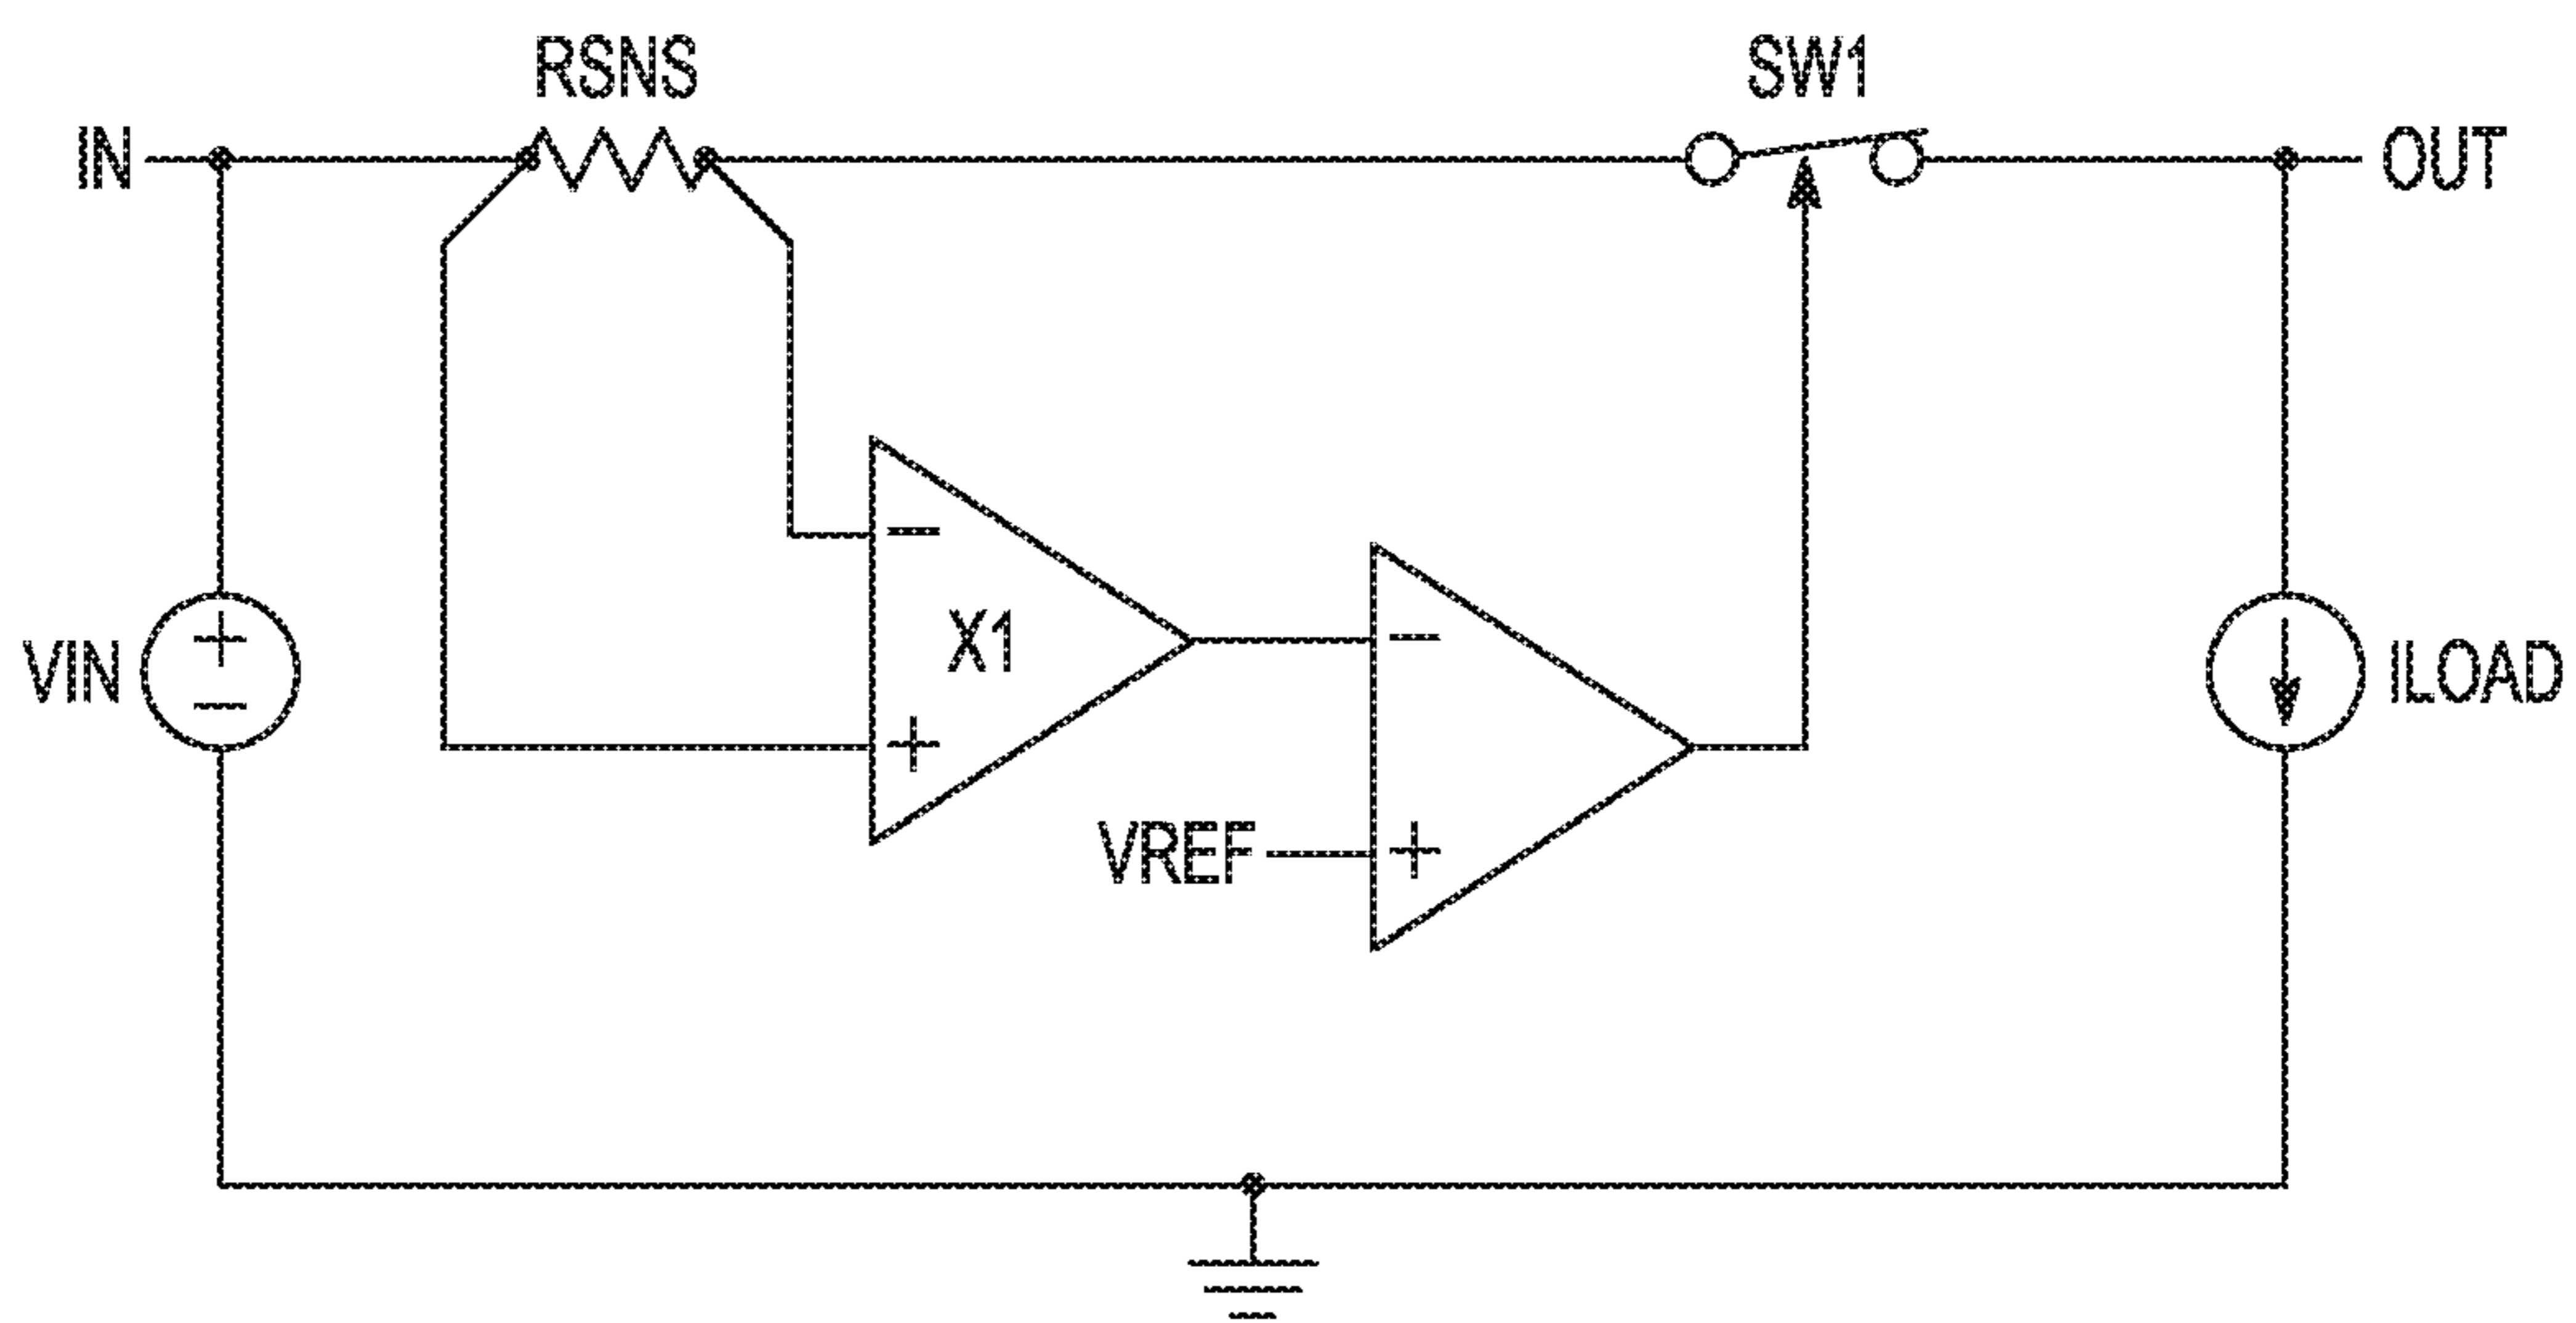 RSNS
SW1
IN
OUT
−
X1
+
−
VREF
+
VIN
+
−
ILOAD